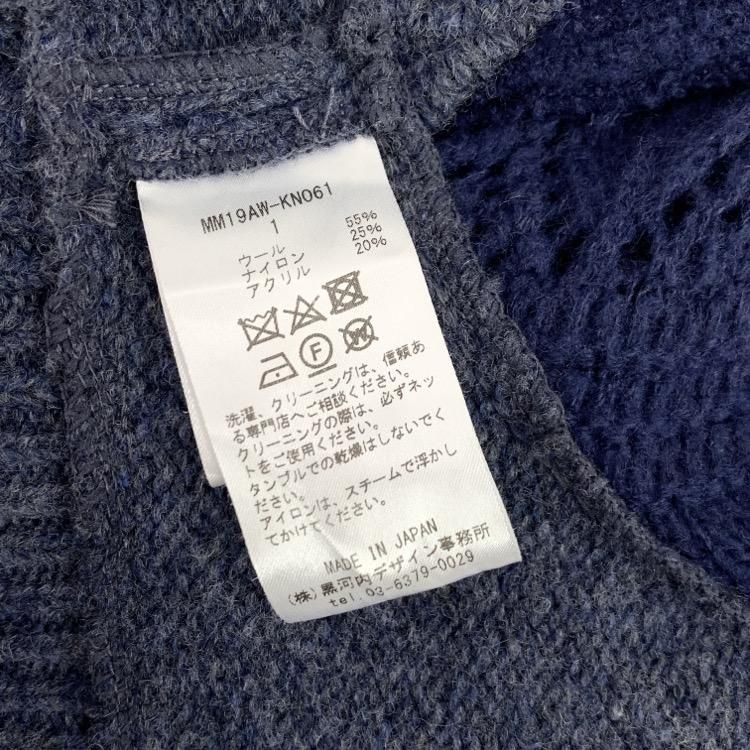 MM19AW-KN061
1
ウール 55%
ナイロン 25%
アクリル 20%
F
W
洗濯、クリーニングは、信頼あ
る専門店へご相談ください。
クリーニングの際は、必ずネッ
トをご使用ください。
タンブルでの乾燥はしないでく
ださい。
アイロンは、スチームで浮かし
てかけてください。
MADE IN JAPAN
(株)黒河内デザイン事務所
tel.03-6379-0029